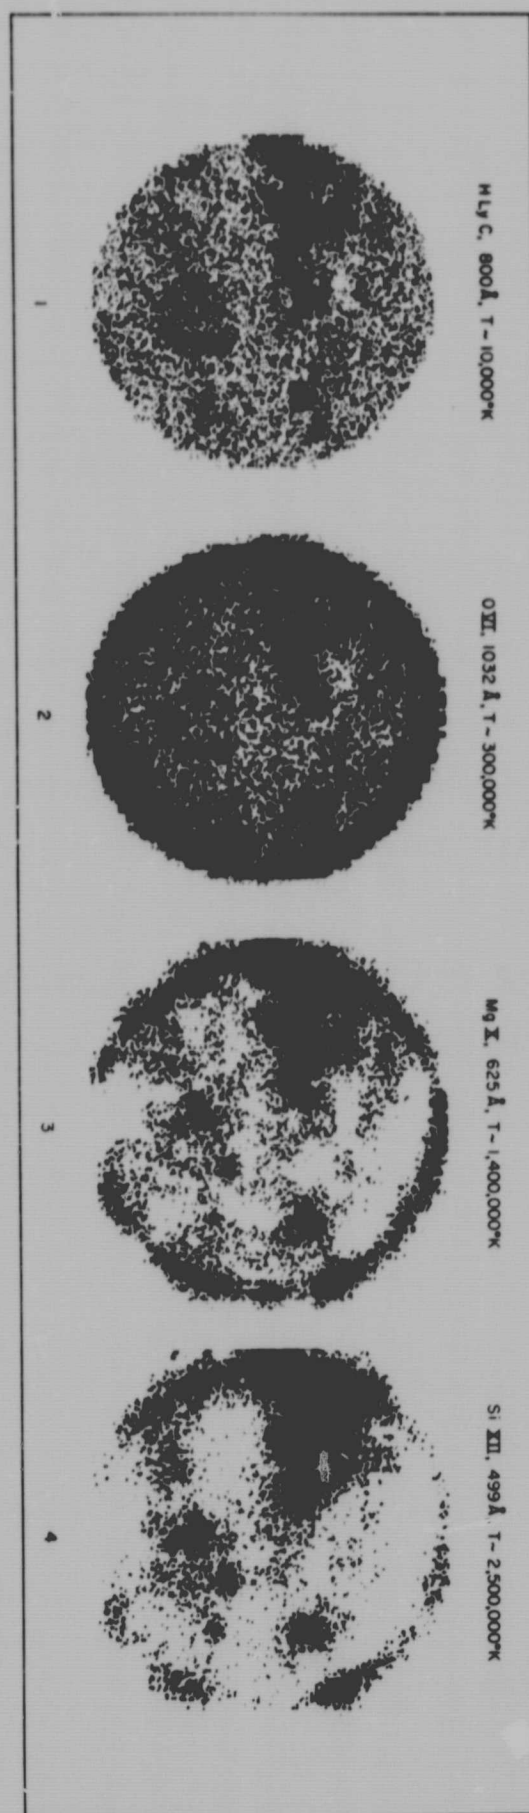 H Ly C, 800Å, T ~ 10,000°K
1
O VI, 1032 Å, T ~ 300,000°K
2
Mg X, 625 Å, T ~ 1,400,000°K
3
Si XII, 499Å T ~ 2,500,000°K
4